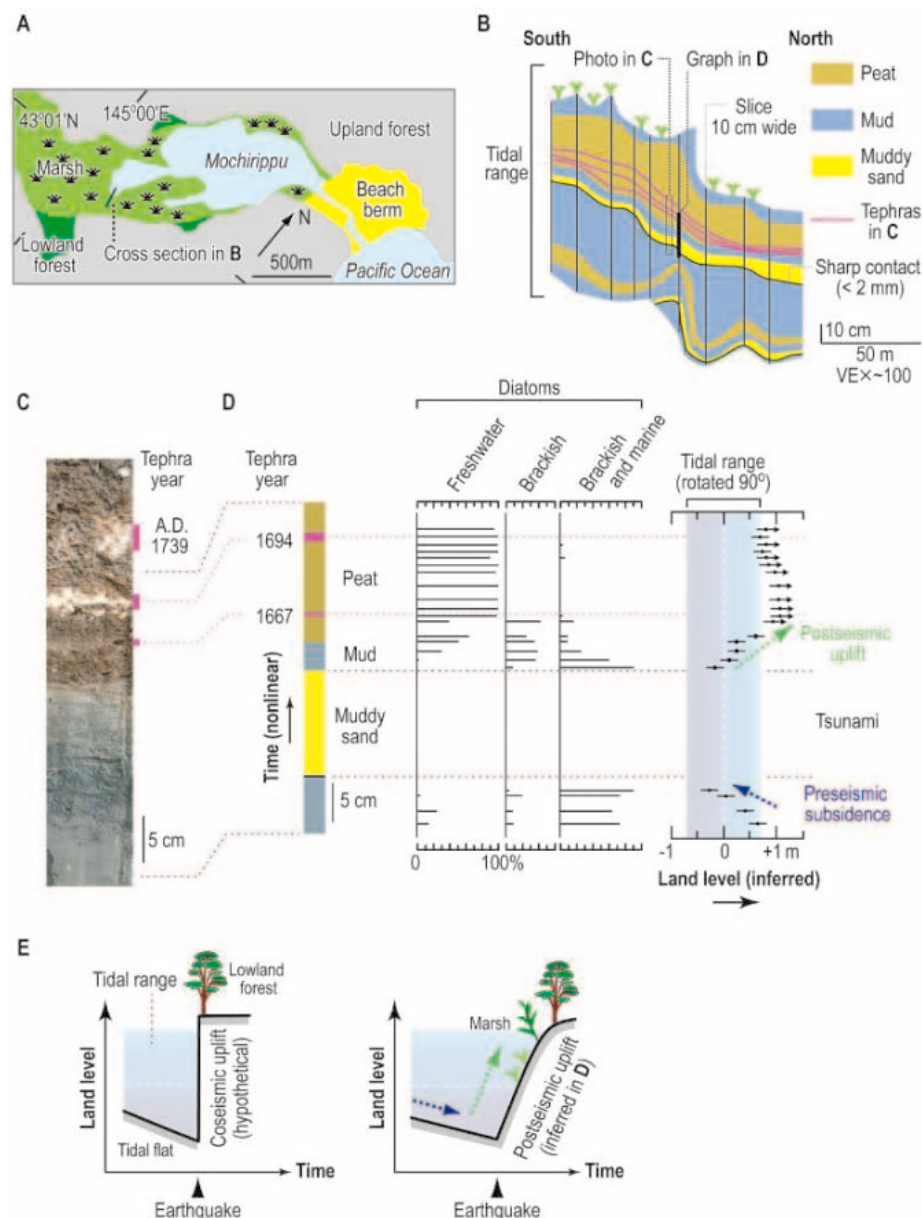 A
43°01'N
145°00'E
Upland forest
Marsh
Mochirippu
Beach
berm
N
Lowland
forest
Cross section in B
500m
Pacific Ocean
B
South
North
Photo in C
Graph in D
Tidal
range
Slice
10 cm wide
Peat
Mud
Muddy
sand
Tephras
in C
Sharp contact
(< 2 mm)
10 cm
50 m
VE×~100
C
Tephra
year
A.D.
1739
5 cm
D
Tephra
year
1694
1667
Time (nonlinear)
Peat
Mud
Muddy
sand
5 cm
Diatoms
Freshwater
Brackish
Brackish
and marine
0
100%
Tidal range
(rotated 90°)
Postseismic
uplift
Tsunami
Preseismic
subsidence
-1
0
+1 m
Land level (inferred)
E
Tidal range
Lowland
forest
Land level
Coseismic uplift
(hypothetical)
Tidal flat
Time
Earthquake
Marsh
Land level
Postseismic uplift
(inferred in D)
Time
Earthquake